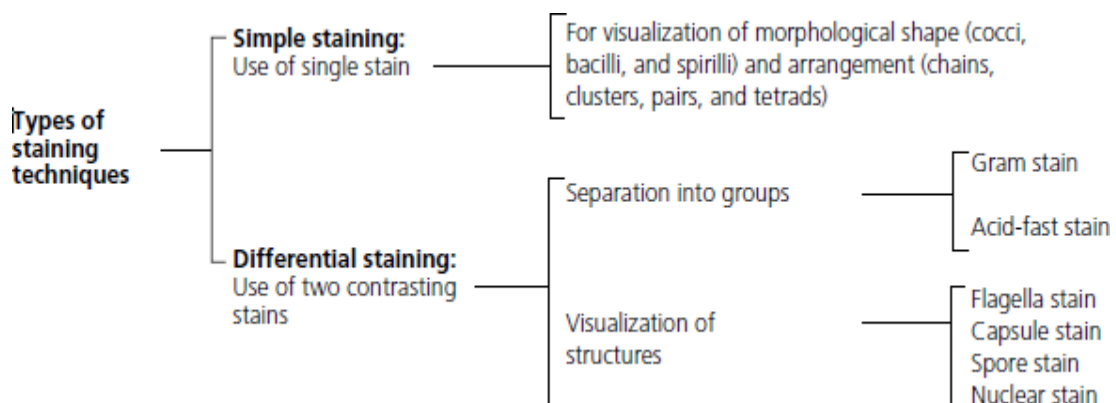 Types of
staining
techniques
Simple staining:
Use of single stain
For visualization of morphological shape (cocci,
bacilli, and spirilli) and arrangement (chains,
clusters, pairs, and tetrads)
Differential staining:
Use of two contrasting
stains
Separation into groups
Gram stain
Acid-fast stain
Visualization of
structures
Flagella stain
Capsule stain
Spore stain
Nuclear stain